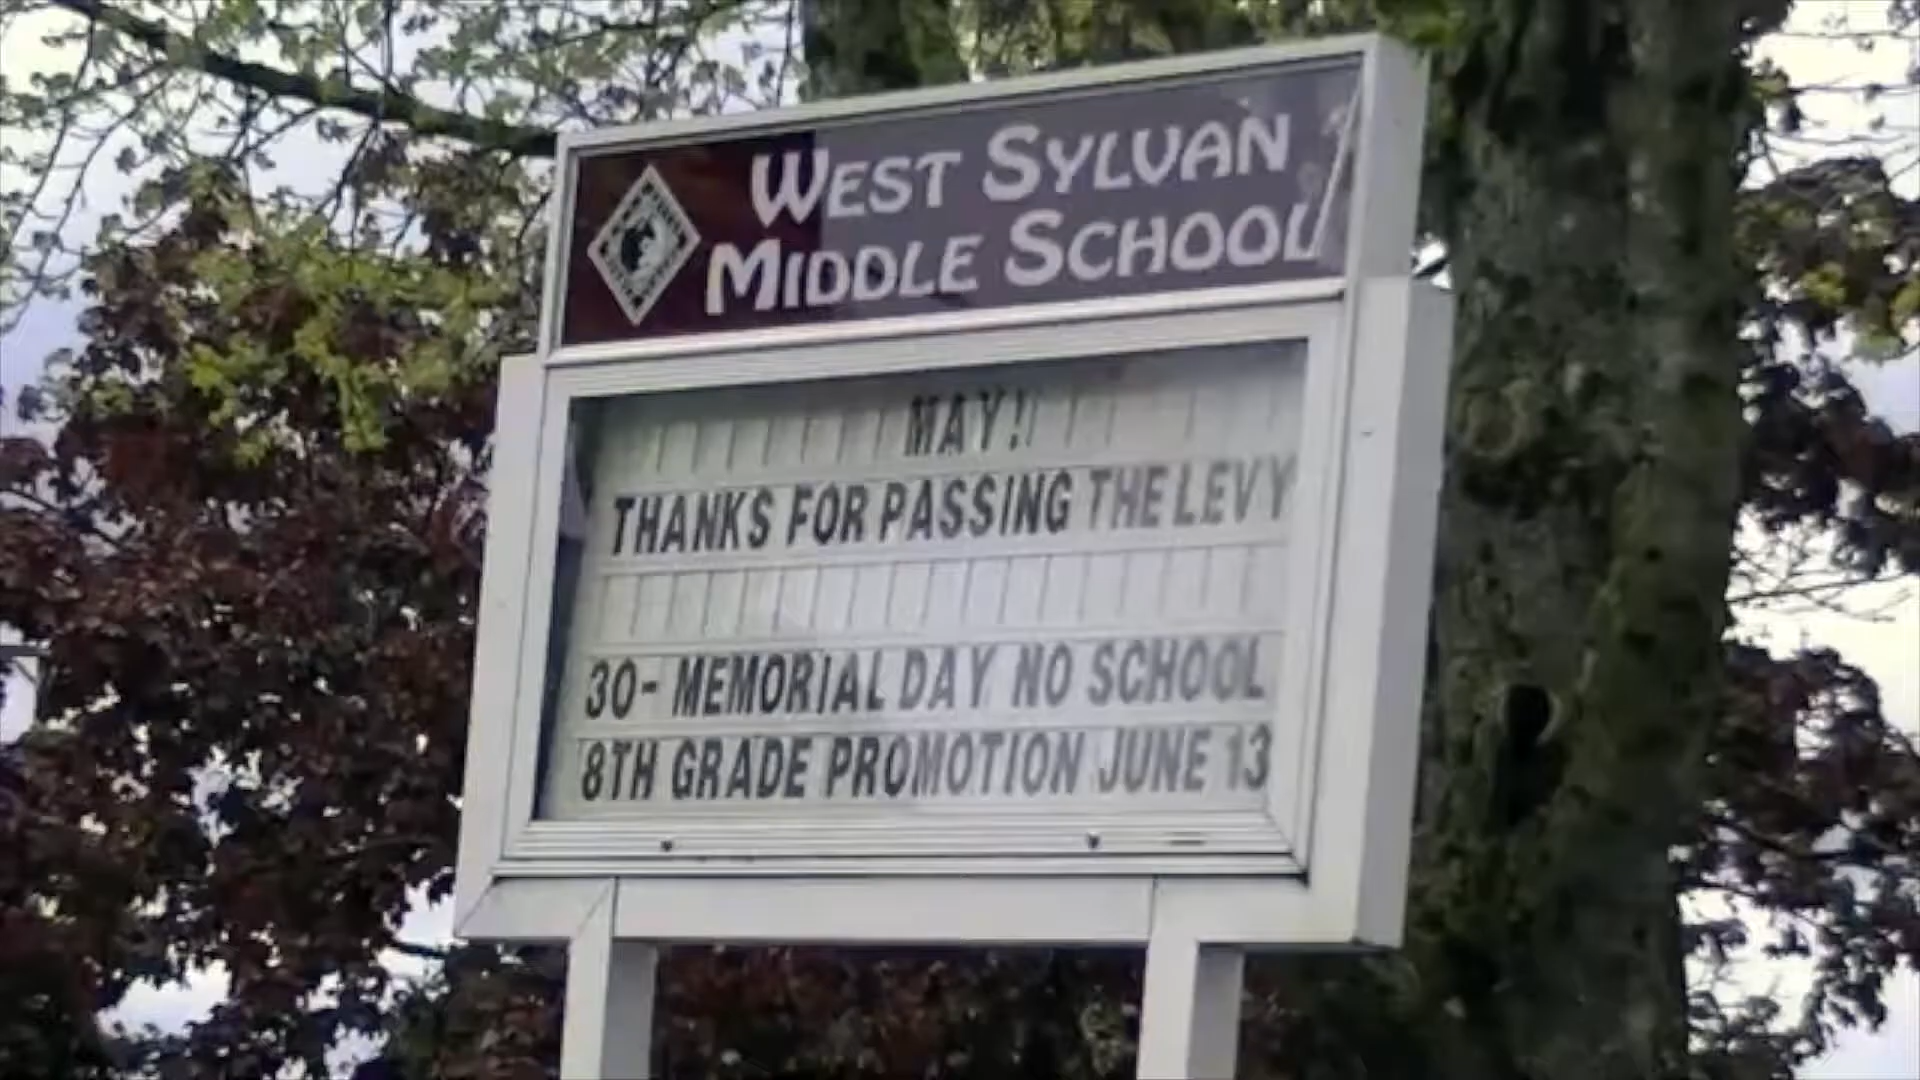 WEST SYLVAN
MIDDLE SCHOOL
MAY!
THANKS FOR PASSING THE LEVY
30- MEMORIAL DAY NO SCHOOL
8TH GRADE PROMOTION JUNE 13